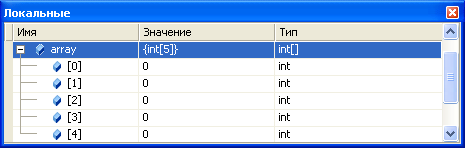 Локальные
Имя Значение Тип
array {int[5]} int[]
[0] 0 int
[1] 0 int
[2] 0 int
[3] 0 int
[4] 0 int